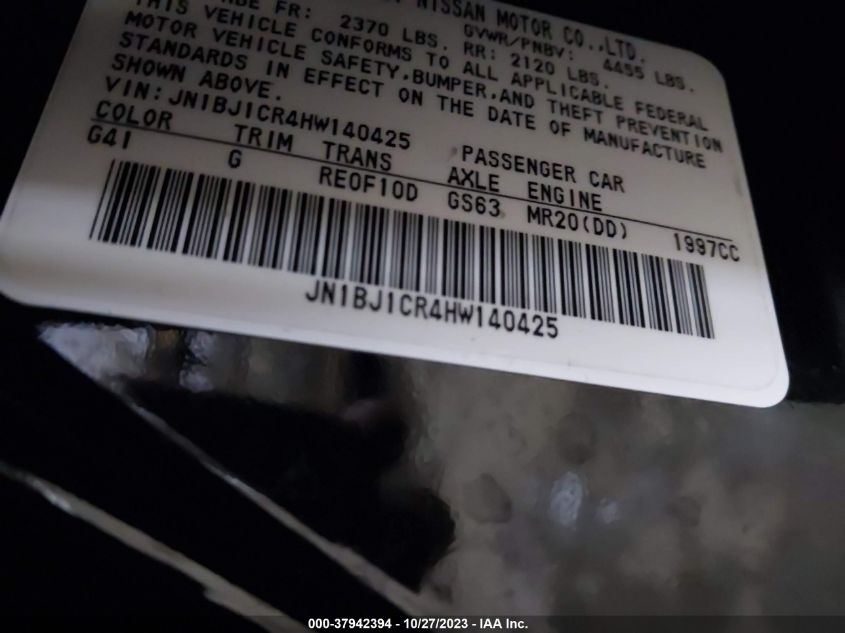 NISSAN MOTOR CO.,LTD.
FR: 2370 LBS. RR: 2120 LBS.
GVWR/PNBV: 4455 LBS.
THIS VEHICLE CONFORMS TO ALL APPLICABLE FEDERAL
MOTOR VEHICLE SAFETY,BUMPER,AND THEFT PREVENTION
STANDARDS IN EFFECT ON THE DATE OF MANUFACTURE
SHOWN ABOVE.
VIN:JN1BJ1CR4HW140425 PASSENGER CAR
COLOR TRIM TRANS AXLE ENGINE
G41 G RE0F10D GS63 MR20(DD) 1997CC
JN1BJ1CR4HW140425
000-37942394 - 10/27/2023 - IAA Inc.